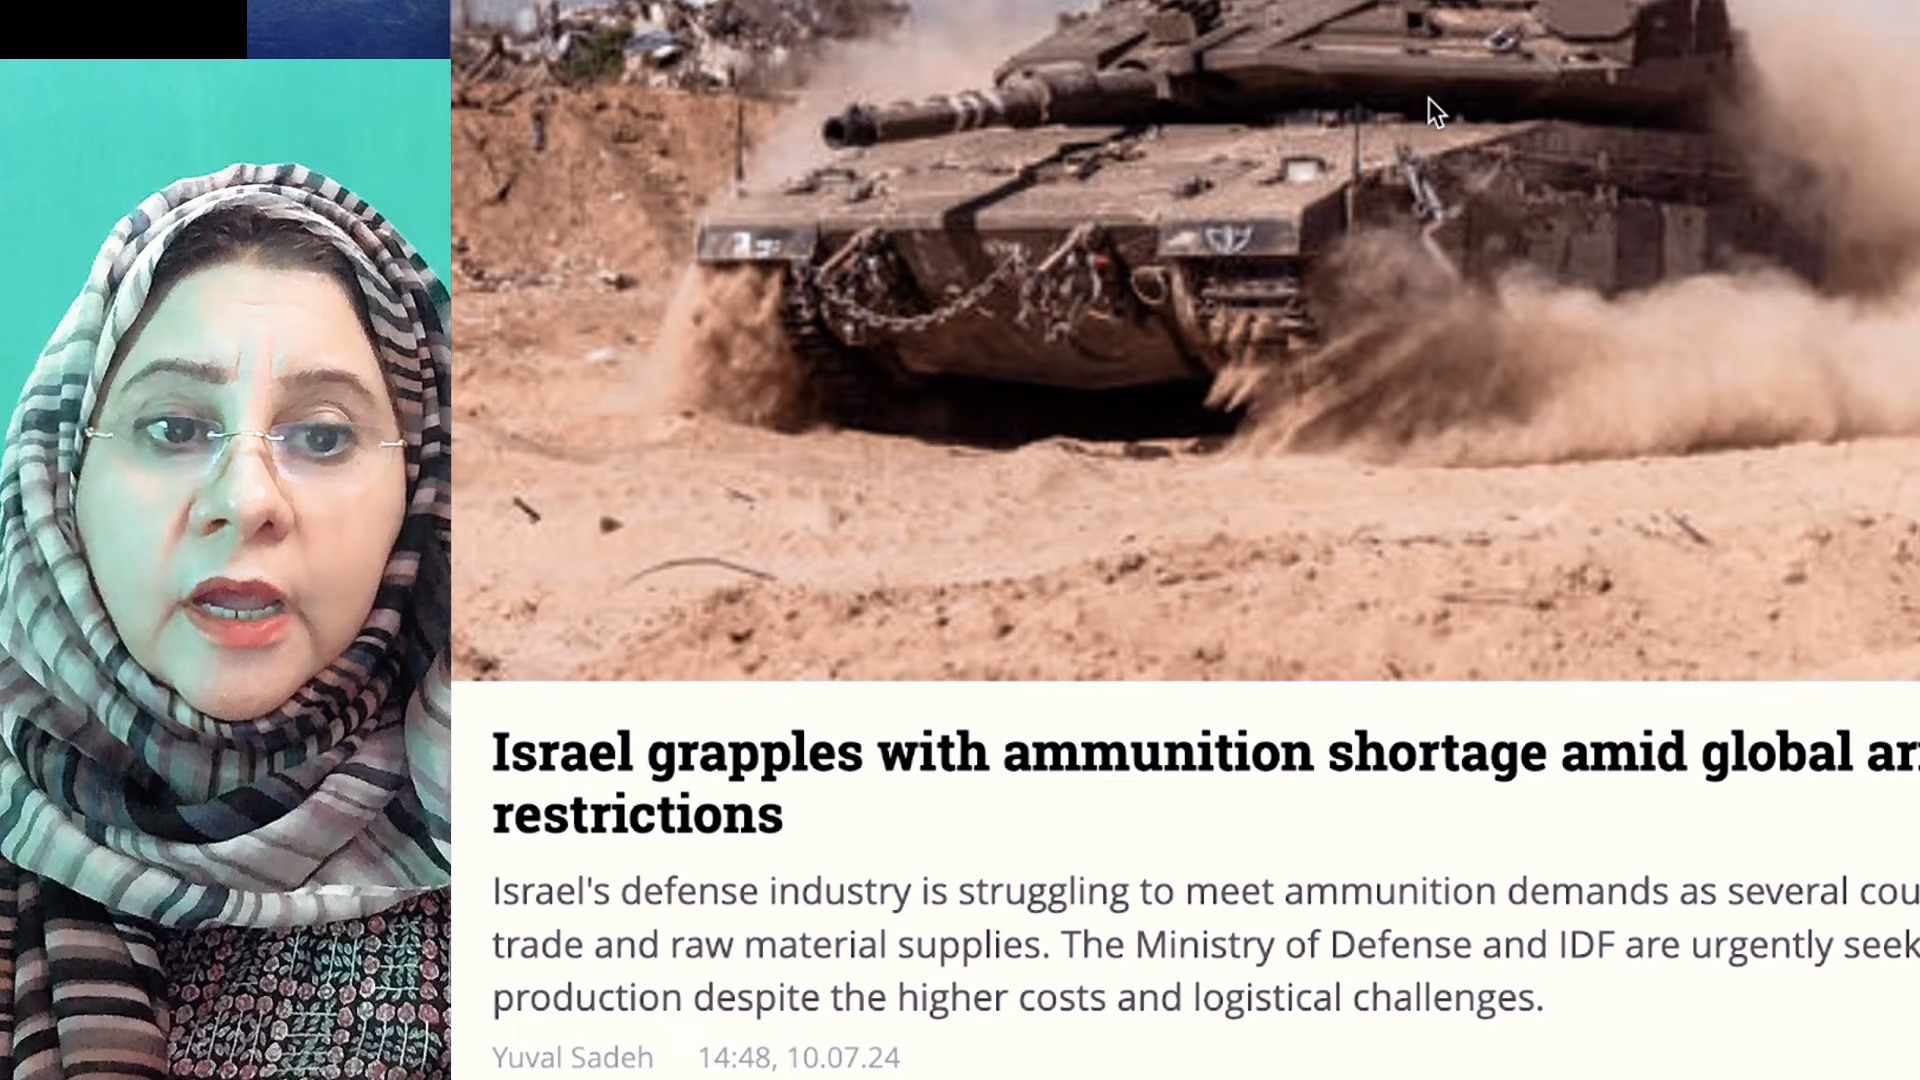 Israel grapples with ammunition shortage amid global
restrictions
Israel's defense industry is struggling to meet ammunition demands as several
trade and raw material supplies. The Ministry of Defense and IDF are urgently
production despite the higher costs and logistical challenges.
Yuval Sadeh 14:48, 10.07.24